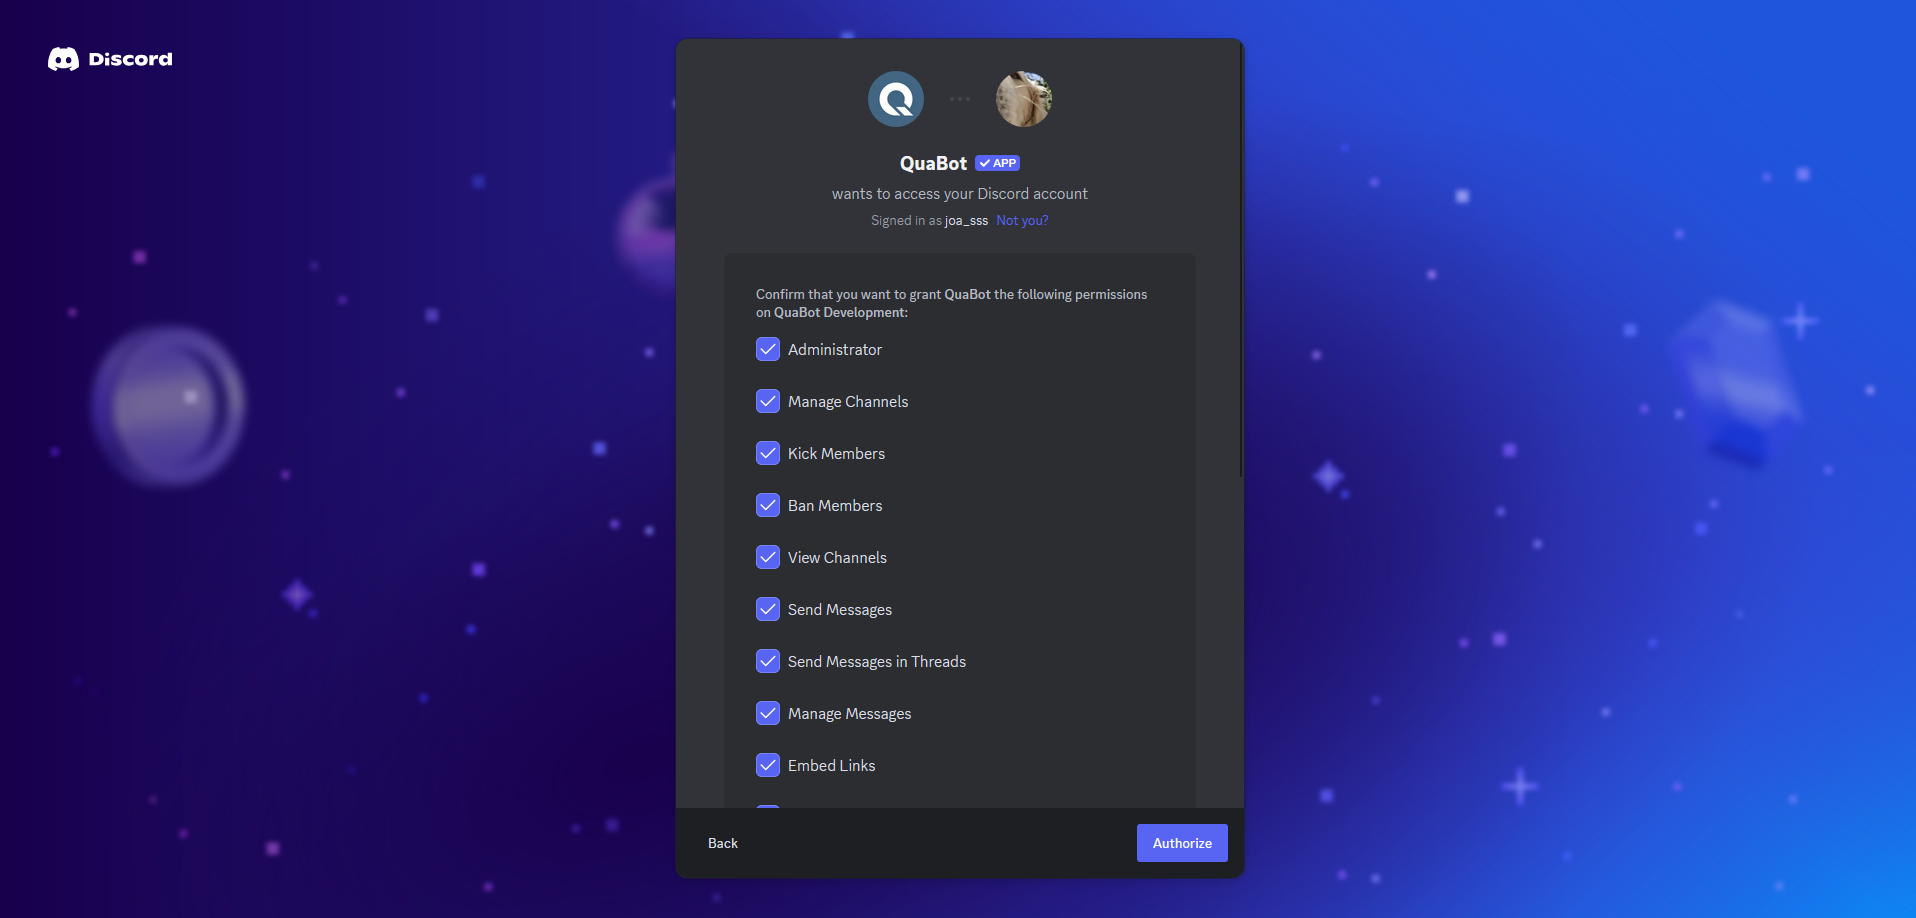 Discord
QuaBot APP
wants to access your Discord account
Signed in as joa_sss Not you?
Confirm that you want to grant QuaBot the following permissions
on QuaBot Development:
Administrator
Manage Channels
Kick Members
Ban Members
View Channels
Send Messages
Send Messages in Threads
Manage Messages
Embed Links
Back
Authorize